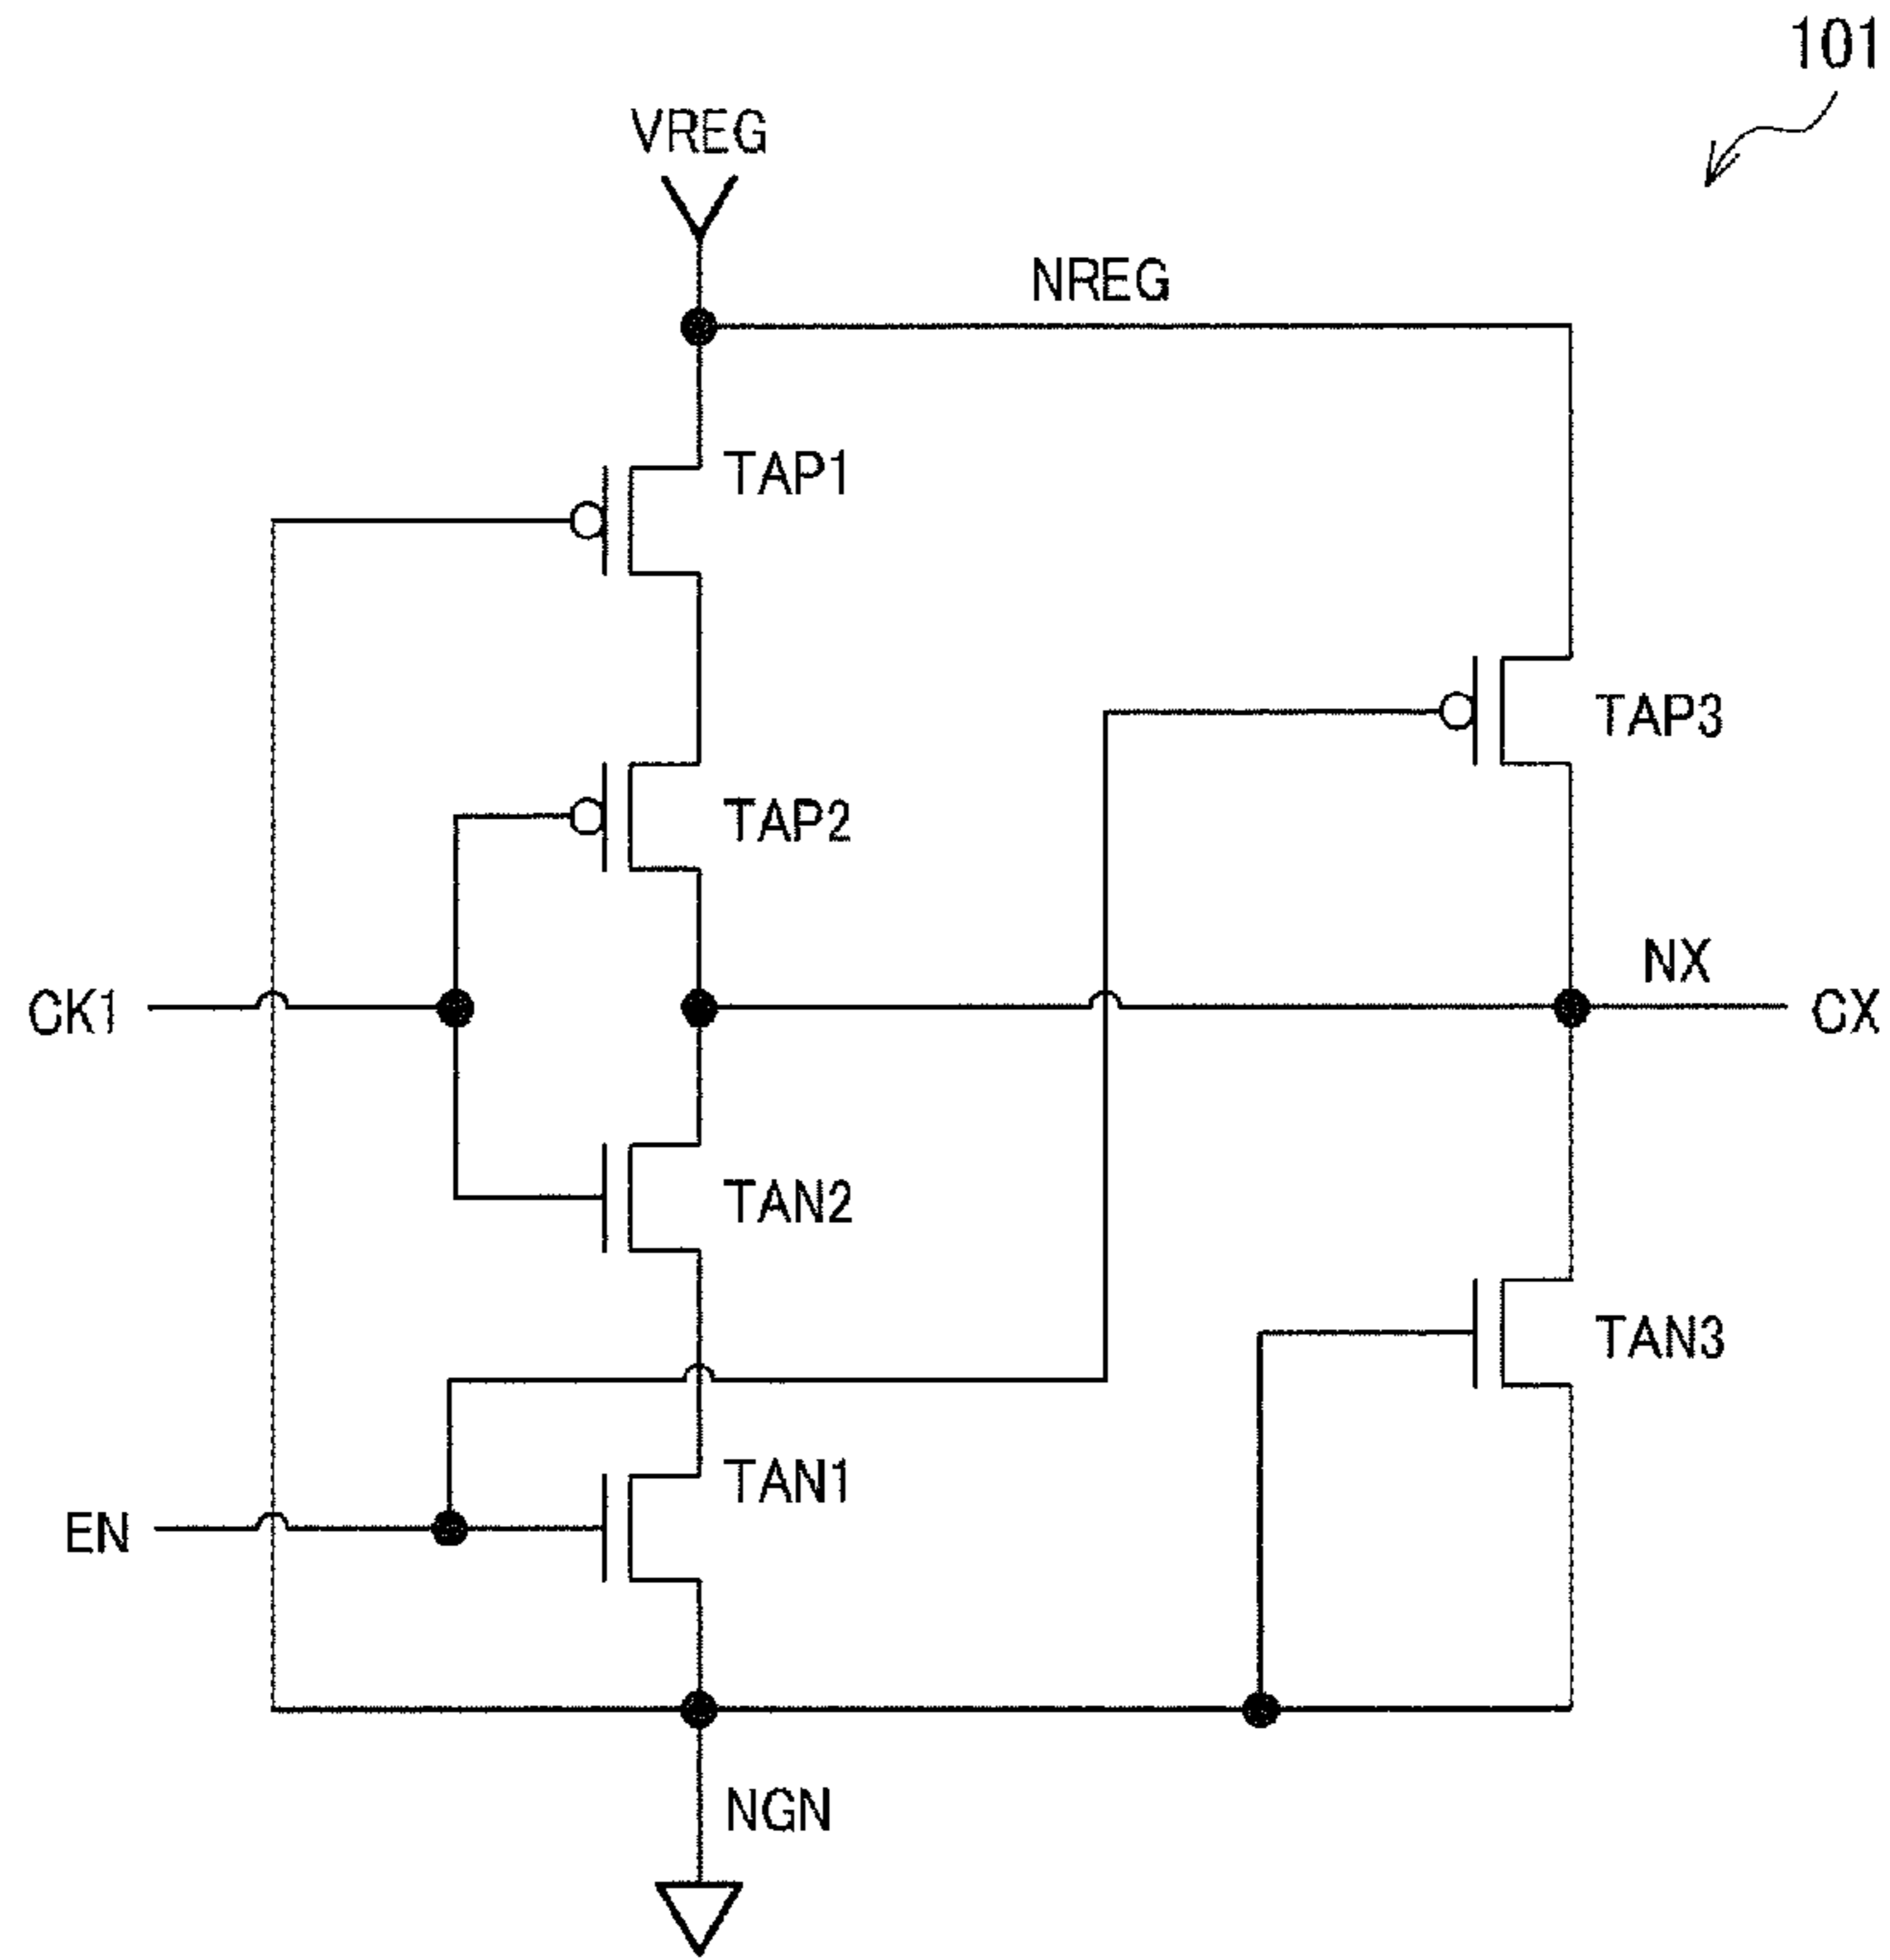 101
VREG
NREG
TAP1
TAP3
TAP2
NX
CK1
CX
TAN2
TAN3
TAN1
EN
NGN